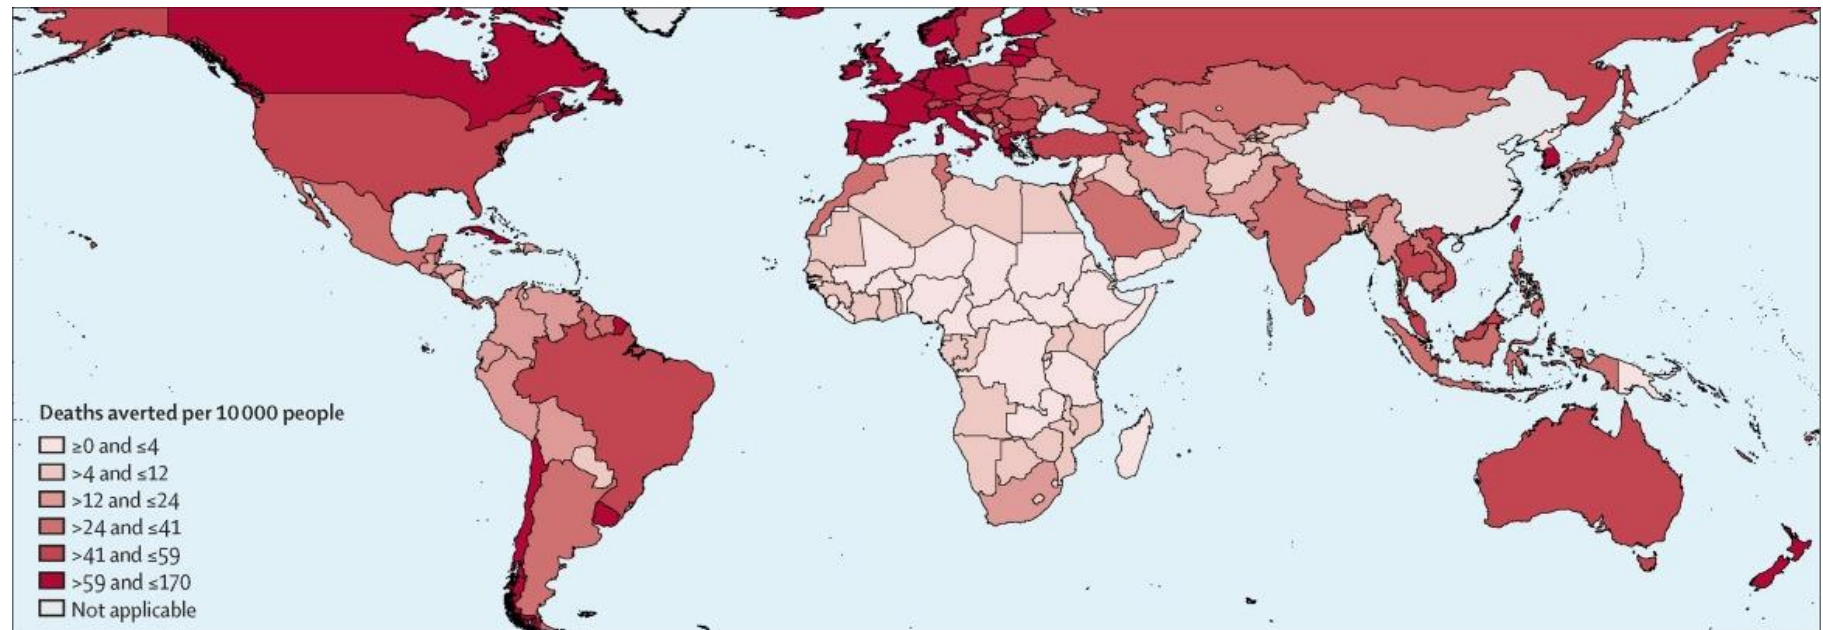 Deaths averted per 10 000 people
≥0 and ≤4
>4 and ≤12
>12 and ≤24
>24 and ≤41
>41 and ≤59
>59 and ≤170
Not applicable